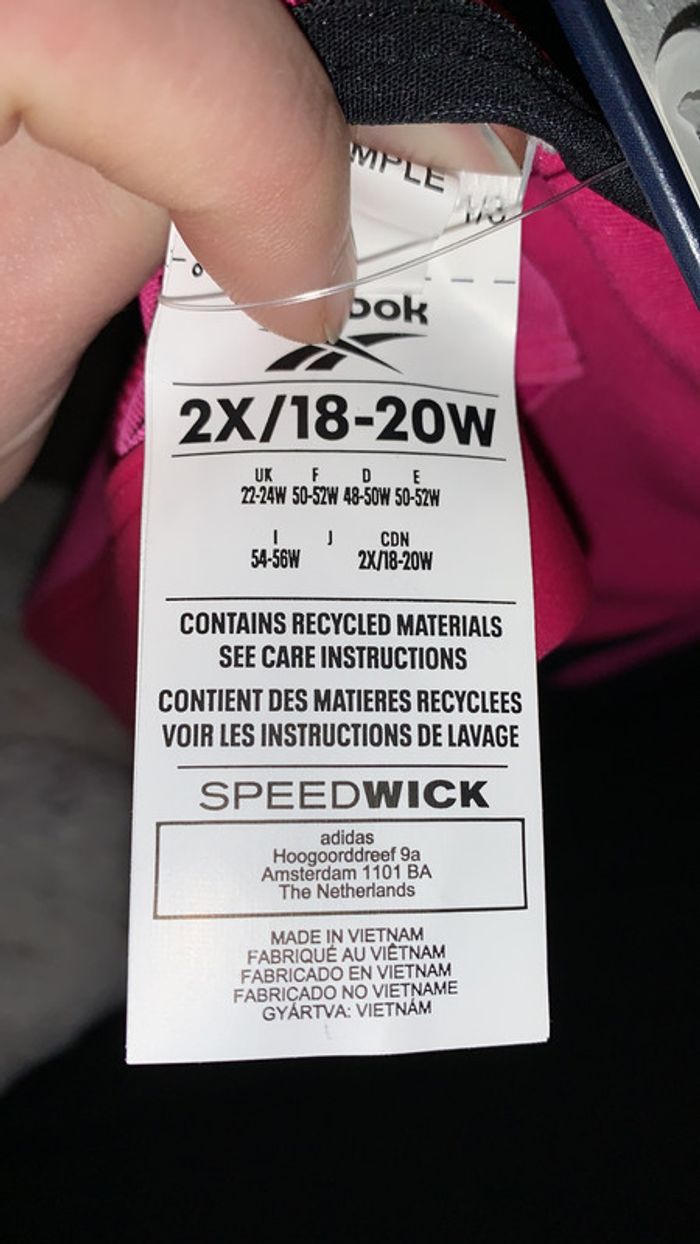 MPLE
1/3
ook
2X/18-20W
UK F D E
22-24W 50-52W 48-50W 50-52W
I J CDN
54-56W 2X/18-20W
CONTAINS RECYCLED MATERIALS
SEE CARE INSTRUCTIONS
CONTIENT DES MATIERES RECYCLEES
VOIR LES INSTRUCTIONS DE LAVAGE
SPEEDWICK
adidas
Hoogoorddreef 9a
Amsterdam 1101 BA
The Netherlands
MADE IN VIETNAM
FABRIQUÉ AU VIÊTNAM
FABRICADO EN VIETNAM
FABRICADO NO VIETNAME
GYÁRTVA: VIETNÁM